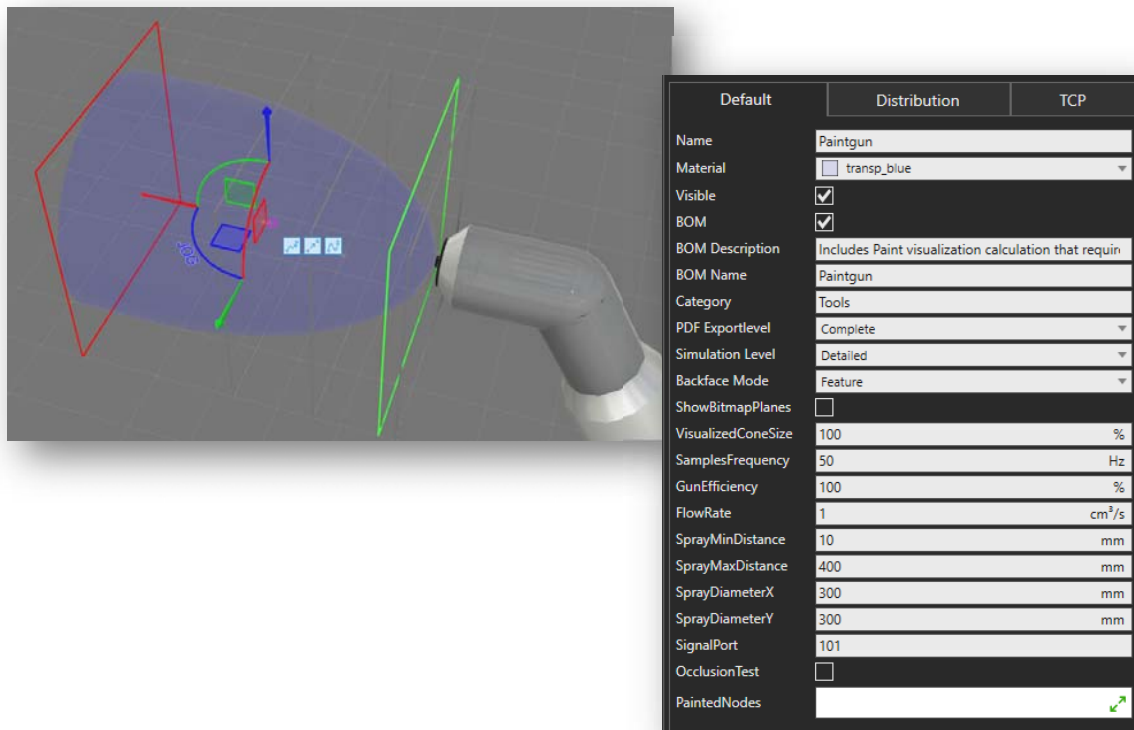 JOG
Default Distribution TCP
Name Paintgun
Material transp_blue
Visible
BOM
BOM Description Includes Paint visualization calculation that requir
BOM Name Paintgun
Category Tools
PDF Exportlevel Complete
Simulation Level Detailed
Backface Mode Feature
ShowBitmapPlanes
VisualizedConeSize 100 %
SamplesFrequency 50 Hz
GunEfficiency 100 %
FlowRate 1 cm³/s
SprayMinDistance 10 mm
SprayMaxDistance 400 mm
SprayDiameterX 300 mm
SprayDiameterY 300 mm
SignalPort 101
OcclusionTest
PaintedNodes